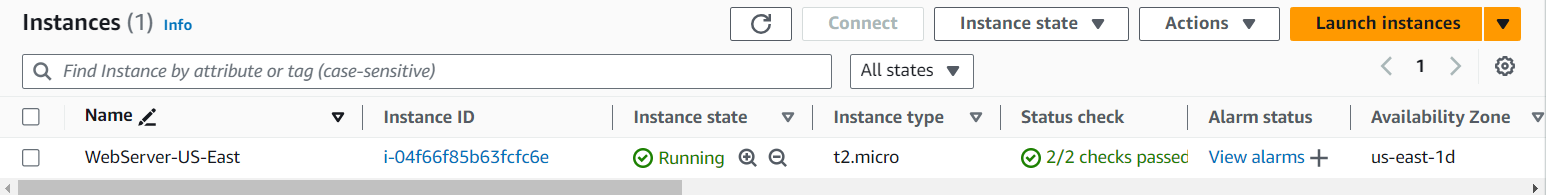 Instances (1) Info Connect Instance state Actions Launch instances
Find Instance by attribute or tag (case-sensitive) All states 1
Name Instance ID Instance state Instance type Status check Alarm status Availability Zone
WebServer-US-East i-04f66f85b63fcfc6e Running t2.micro 2/2 checks passed View alarms us-east-1d